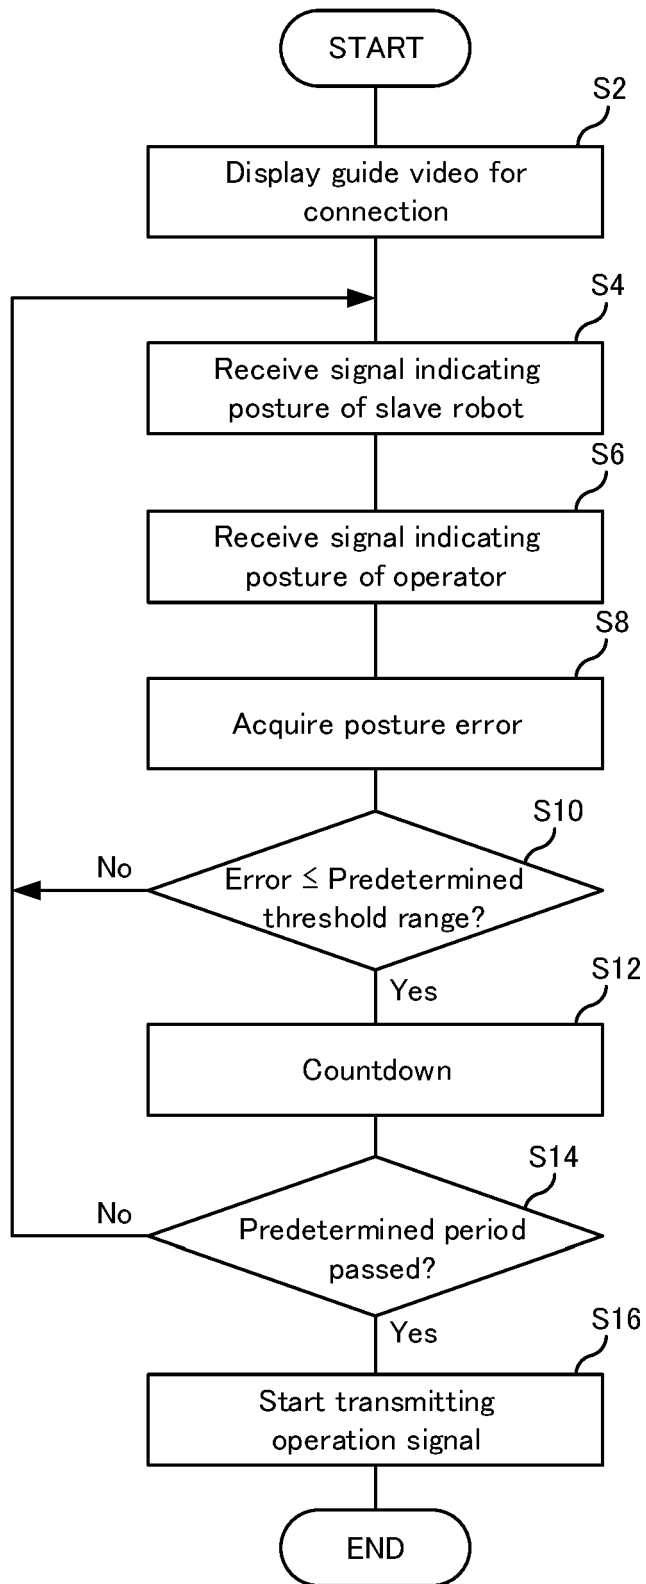 START
S2
Display guide video for
connection
S4
Receive signal indicating
posture of slave robot
S6
Receive signal indicating
posture of operator
S8
Acquire posture error
S10
No
Error ≤ Predetermined
threshold range?
Yes
S12
Countdown
S14
No
Predetermined period
passed?
Yes
S16
Start transmitting
operation signal
END